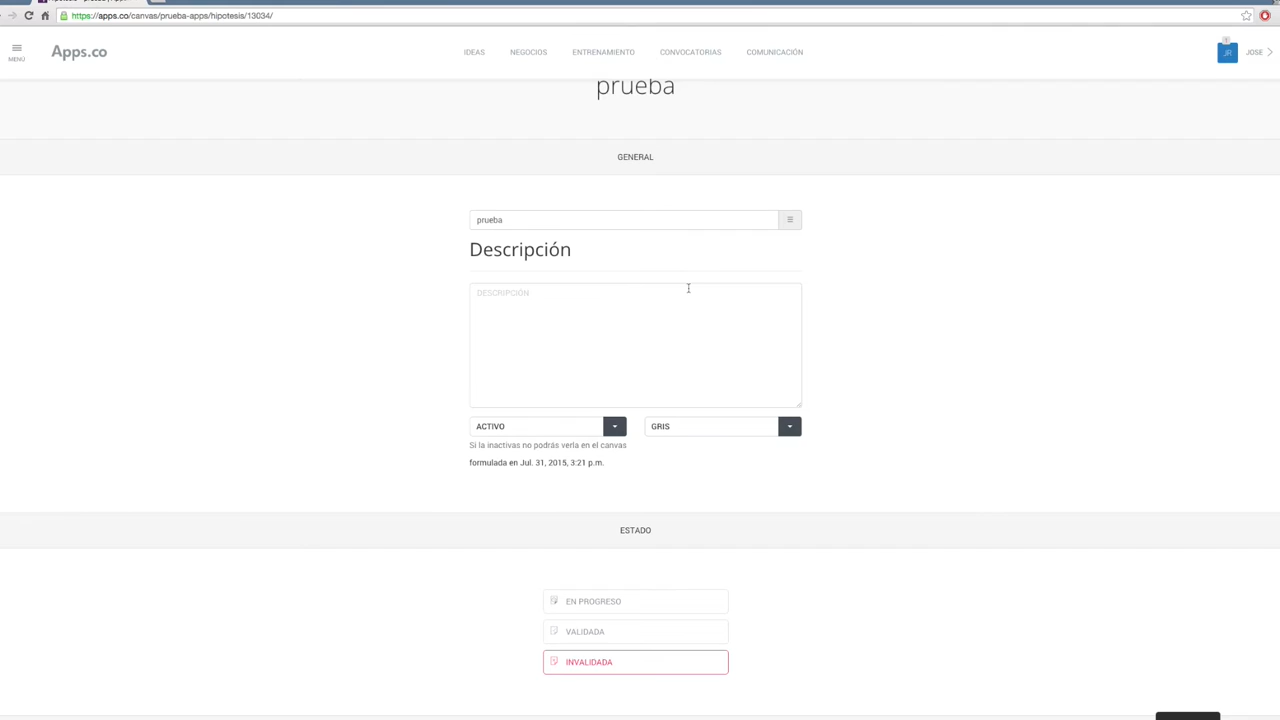 https://apps.co/canvas/prueba-apps/hipotesis/13034/
MENÚ
Apps.co
IDEAS
NEGOCIOS
ENTRENAMIENTO
CONVOCATORIAS
COMUNICACIÓN
JR
JOSE
prueba
GENERAL
prueba
Descripción
DESCRIPCIÓN
ACTIVO
GRIS
Si la inactivas no podrás verla en el canvas
formulada en Jul. 31, 2015, 3:21 p.m.
ESTADO
EN PROGRESO
VALIDADA
INVALIDADA